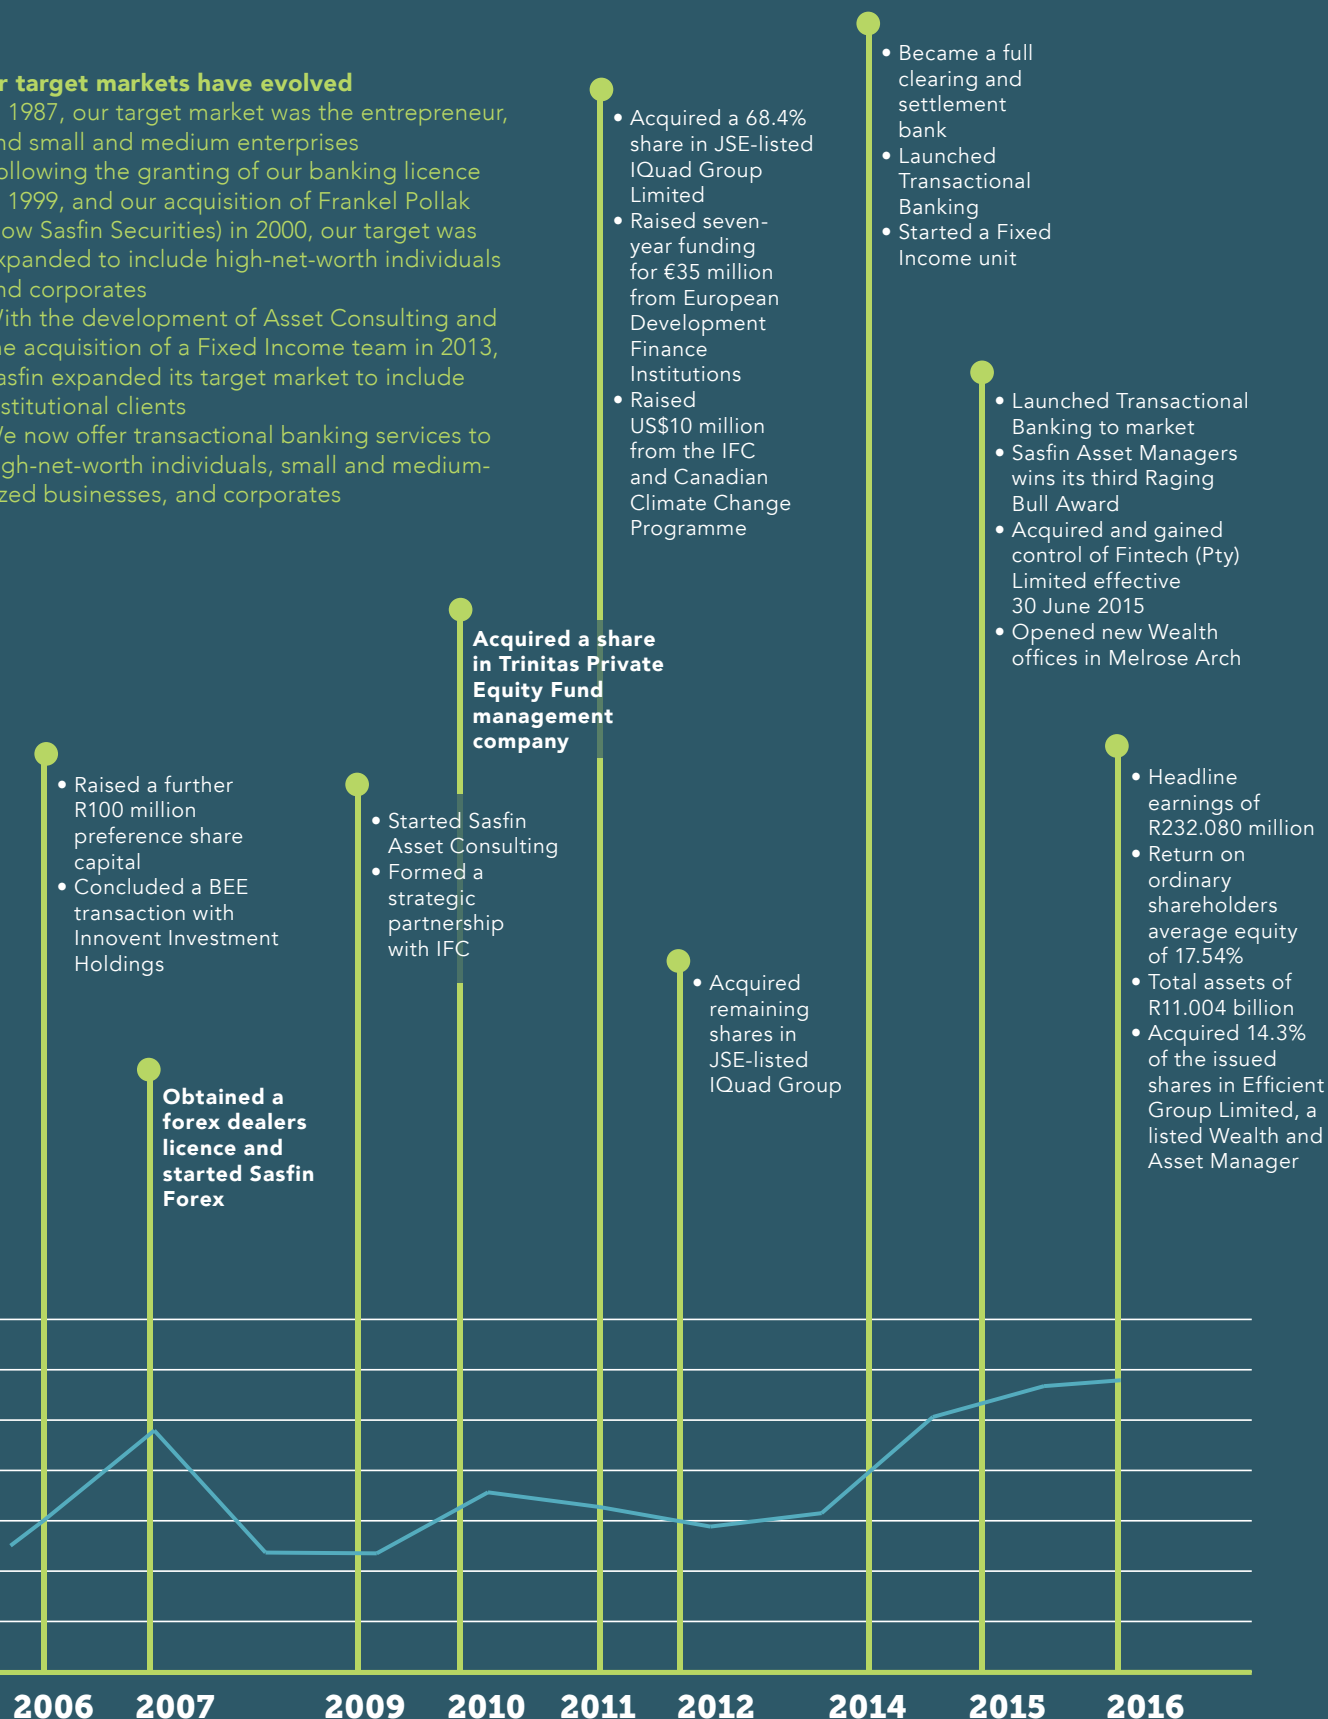 r target markets have evolved
1987, our target market was the entrepreneur,
nd small and medium enterprises
ollowing the granting of our banking licence
1999, and our acquisition of Frankel Pollak
ow Sasfin Securities) in 2000, our target was
xpanded to include high-net-worth individuals
nd corporates
With the development of Asset Consulting and
he acquisition of a Fixed Income team in 2013,
asfin expanded its target market to include
stitutional clients
We now offer transactional banking services to
gh-net-worth individuals, small and medium-
zed businesses, and corporates
• Raised a further
R100 million
preference share
capital
• Concluded a BEE
transaction with
Innovent Investment
Holdings
Obtained a
forex dealers
licence and
started Sasfin
Forex
• Started Sasfin
Asset Consulting
• Formed a
strategic
partnership
with IFC
Acquired a share
in Trinitas Private
Equity Fund
management
company
• Acquired a 68.4%
share in JSE-listed
IQuad Group
Limited
• Raised seven-
year funding
for €35 million
from European
Development
Finance
Institutions
• Raised
US$10 million
from the IFC
and Canadian
Climate Change
Programme
• Acquired
remaining
shares in
JSE-listed
IQuad Group
• Became a full
clearing and
settlement
bank
• Launched
Transactional
Banking
• Started a Fixed
Income unit
• Launched Transactional
Banking to market
• Sasfin Asset Managers
wins its third Raging
Bull Award
• Acquired and gained
control of Fintech (Pty)
Limited effective
30 June 2015
• Opened new Wealth
offices in Melrose Arch
• Headline
earnings of
R232.080 million
• Return on
ordinary
shareholders
average equity
of 17.54%
• Total assets of
R11.004 billion
• Acquired 14.3%
of the issued
shares in Efficient
Group Limited, a
listed Wealth and
Asset Manager
2006 2007 2009 2010 2011 2012 2014 2015 2016